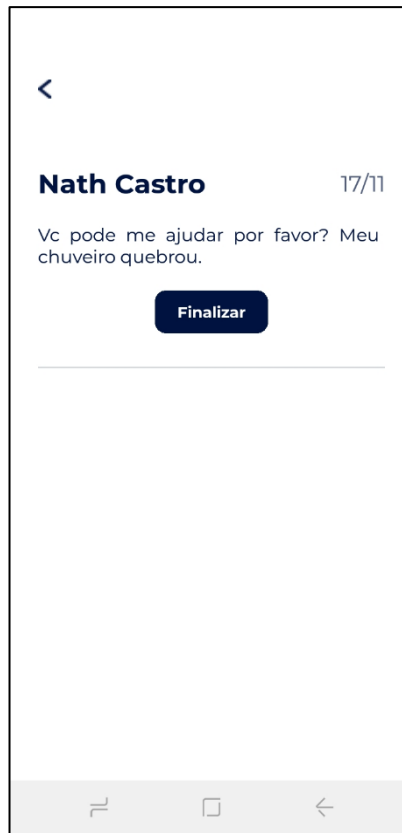 Nath Castro 17/11
Vc pode me ajudar por favor? Meu
chuveiro quebrou.
Finalizar